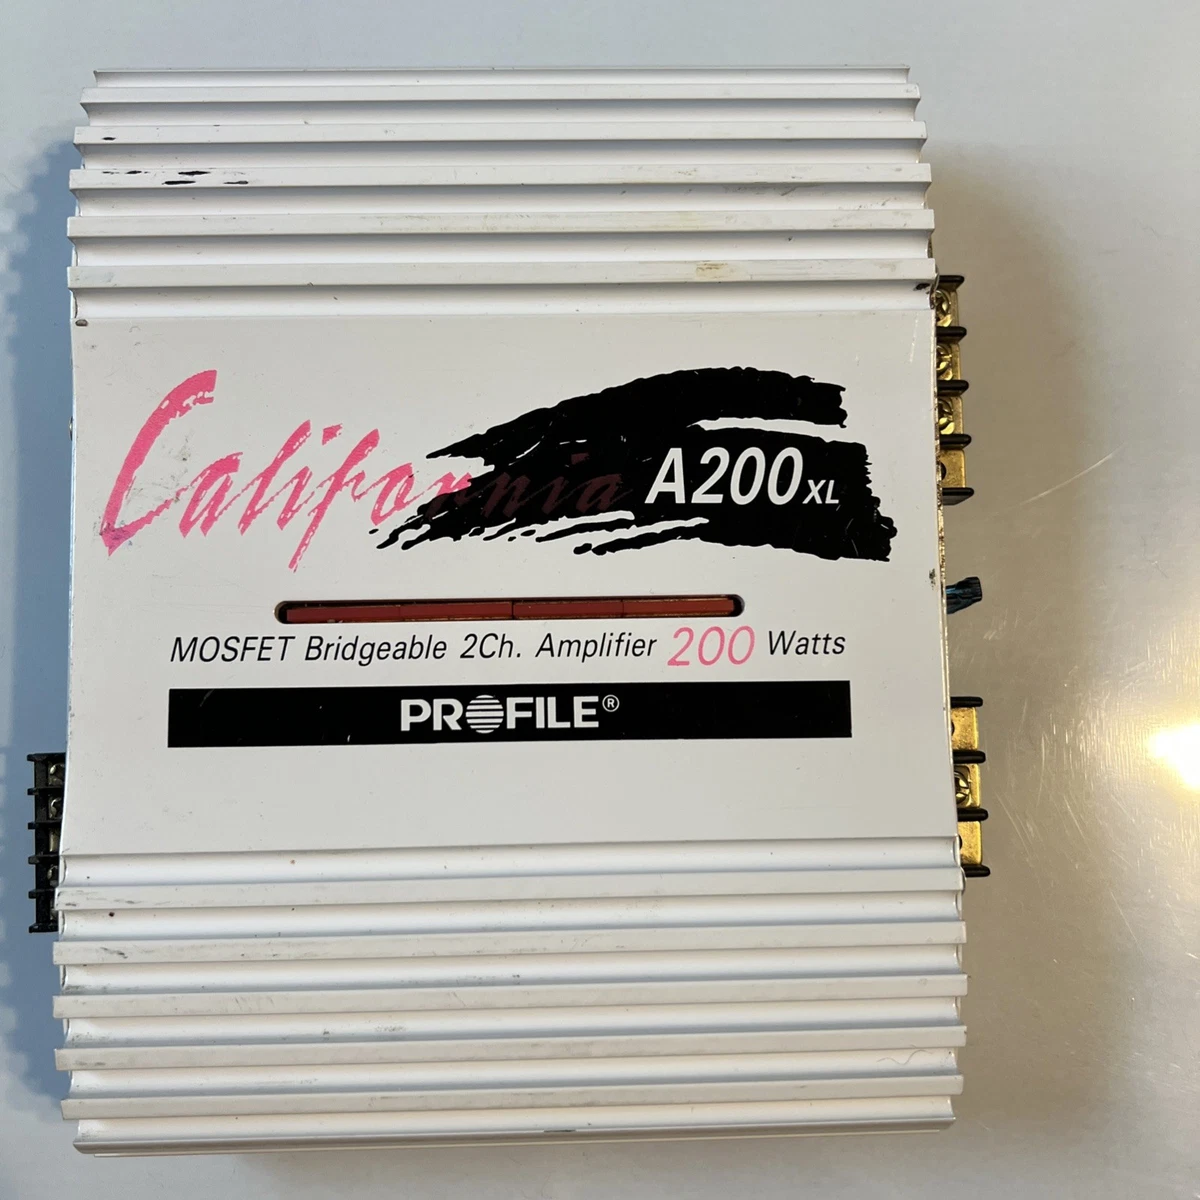 California A200XL
MOSFET Bridgeable 2Ch. Amplifier 200 Watts
PROFILE®